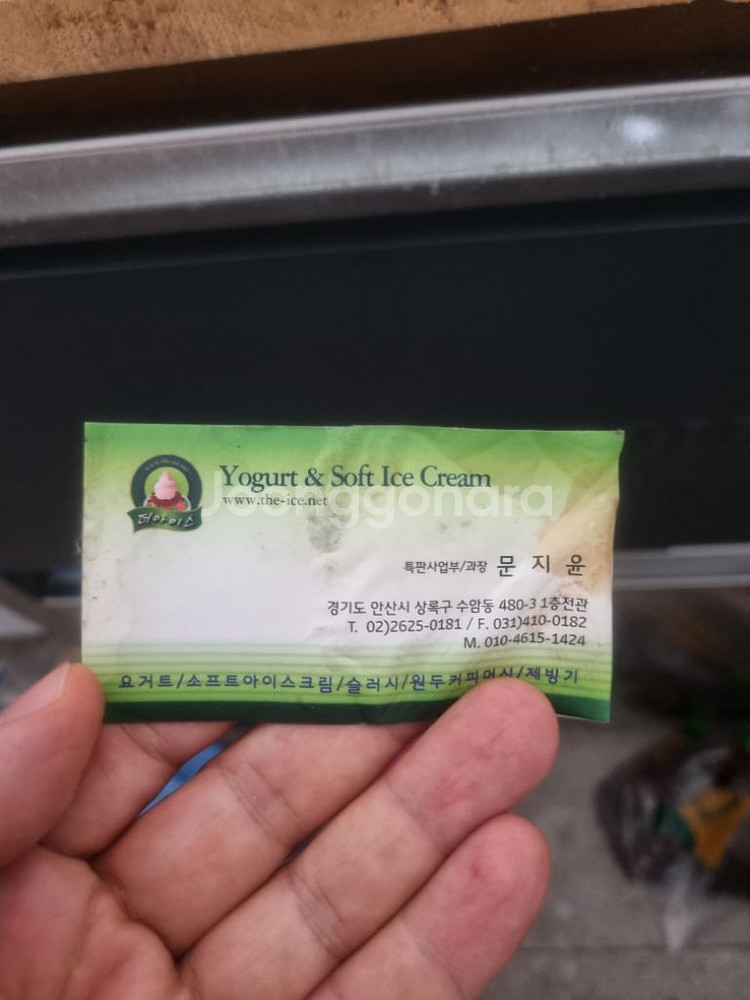 Yogurt & Soft Ice Cream
www.the-ice.net
더아이스
Joonggonara
특판사업부/과장 문 지 윤
경기도 안산시 상록구 수암동 480-3 1층전관
T. 02)2625-0181 / F. 031)410-0182
M. 010-4615-1424
요거트/소프트아이스크림/슬러시/원두커피머신/제빙기